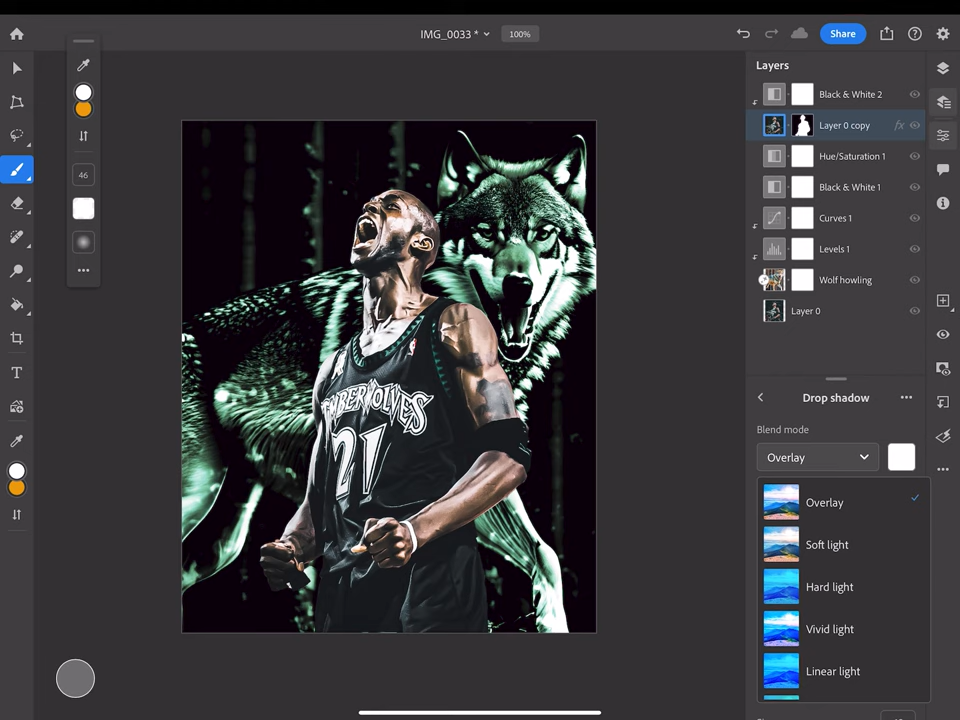 IMG_0033 *
100%
Share
Layers
Black & White 2
Layer 0 copy
fx
Hue/Saturation 1
Black & White 1
Curves 1
Levels 1
Wolf howling
Layer 0
46
TIMBERWOLVES
21
Drop shadow
Blend mode
Overlay
Overlay
Soft light
Hard light
Vivid light
Linear light